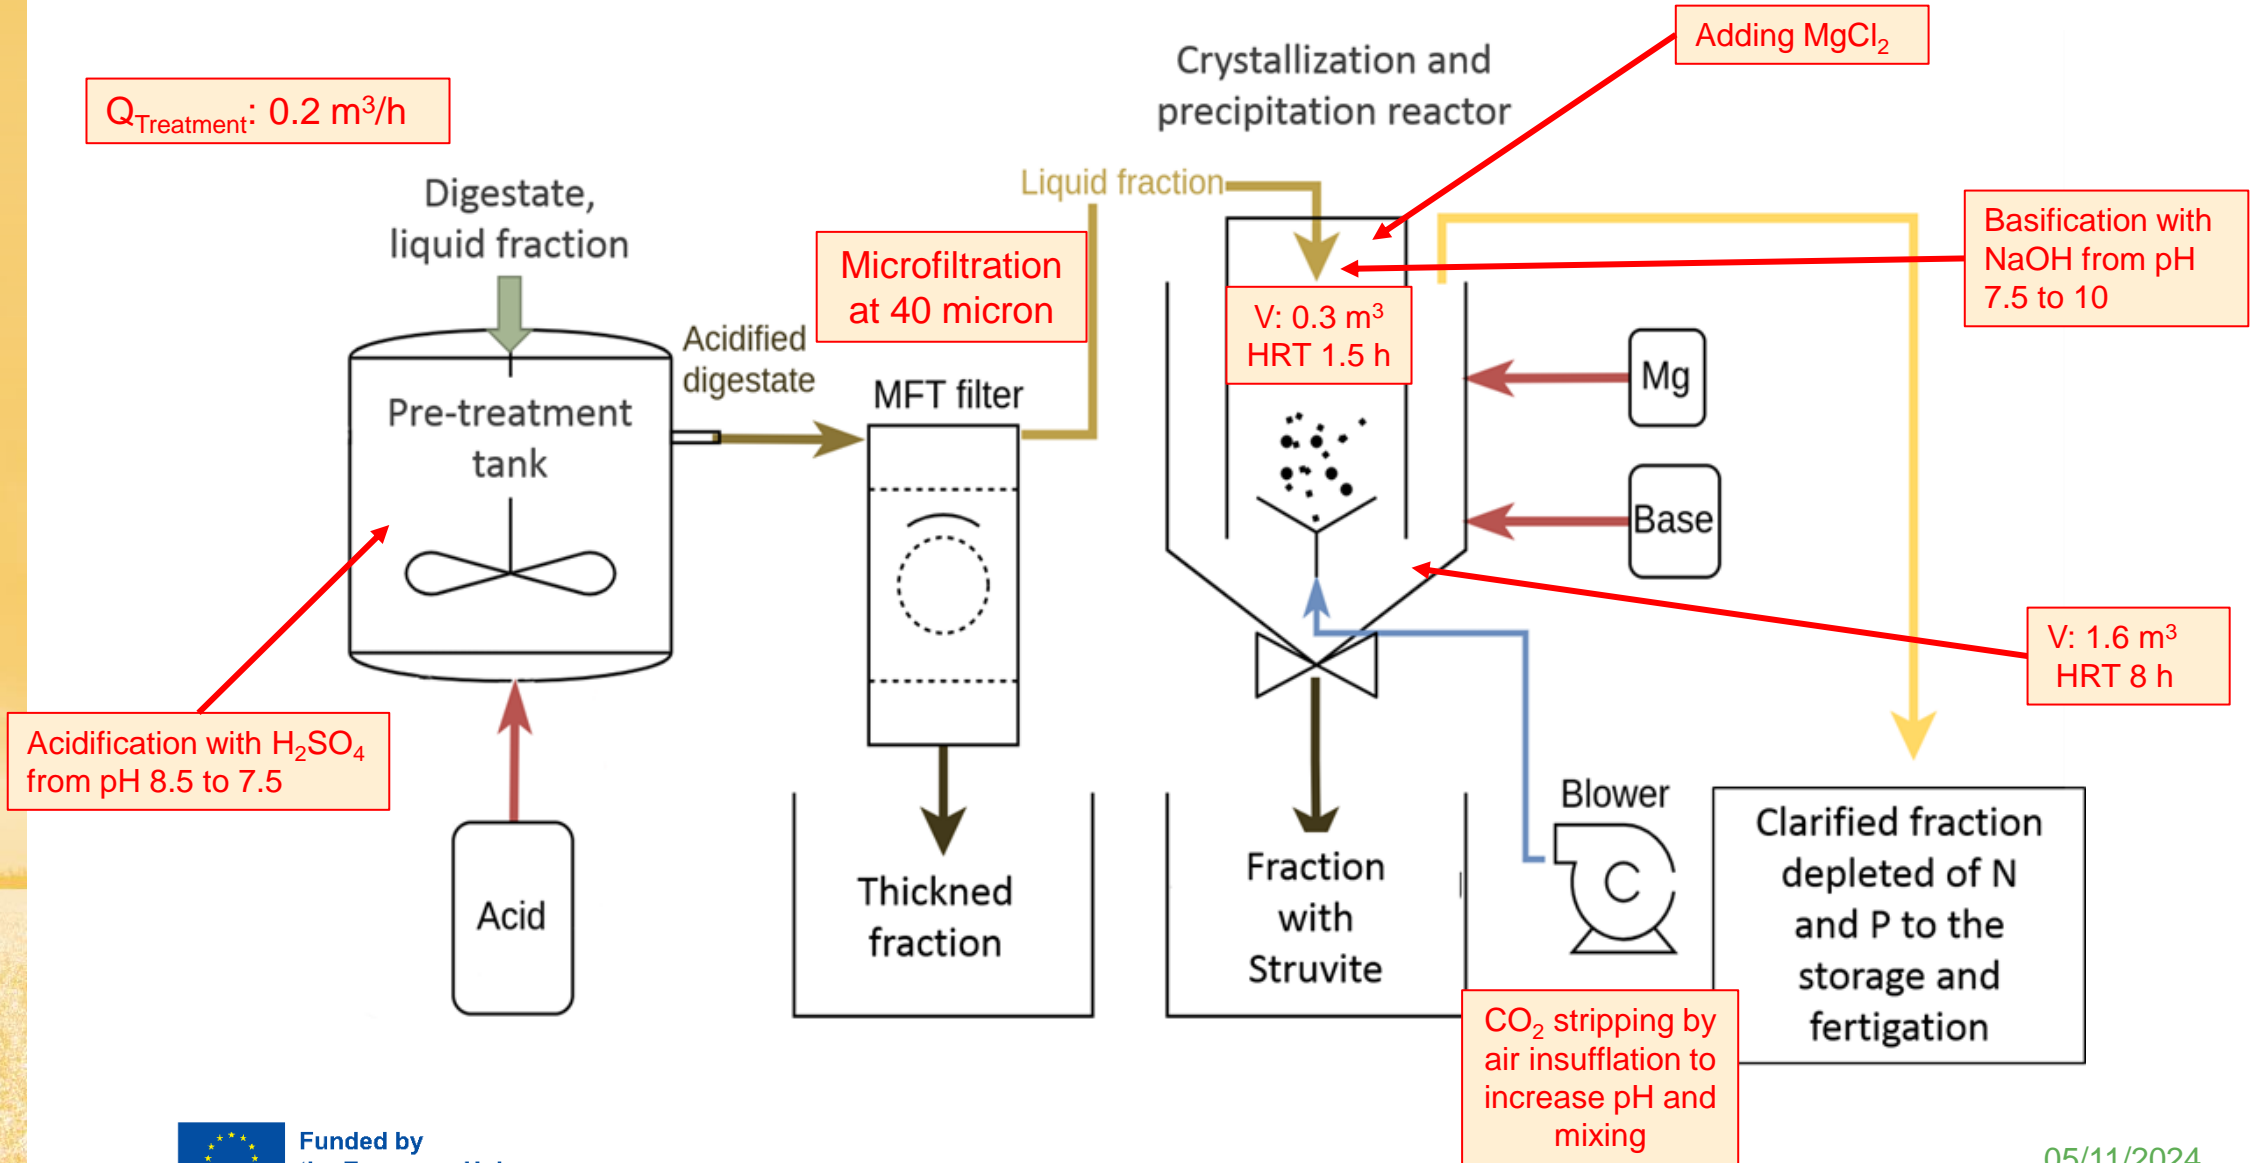 Adding MgCl2
Crystallization and
precipitation reactor
QTreatment: 0.2 m³/h
Digestate,
liquid fraction
Liquid fraction
Microfiltration
at 40 micron
Basification with
NaOH from pH
7.5 to 10
V: 0.3 m³
HRT 1.5 h
Acidified
digestate
MFT filter
Mg
Pre-treatment
tank
Base
V: 1.6 m³
HRT 8 h
Acidification with H2SO4
from pH 8.5 to 7.5
Acid
Thickned
fraction
Fraction
with
Struvite
Blower
C
Clarified fraction
depleted of N
and P to the
storage and
fertigation
CO2 stripping by
air insufflation to
increase pH and
mixing
Funded by
05/11/2024